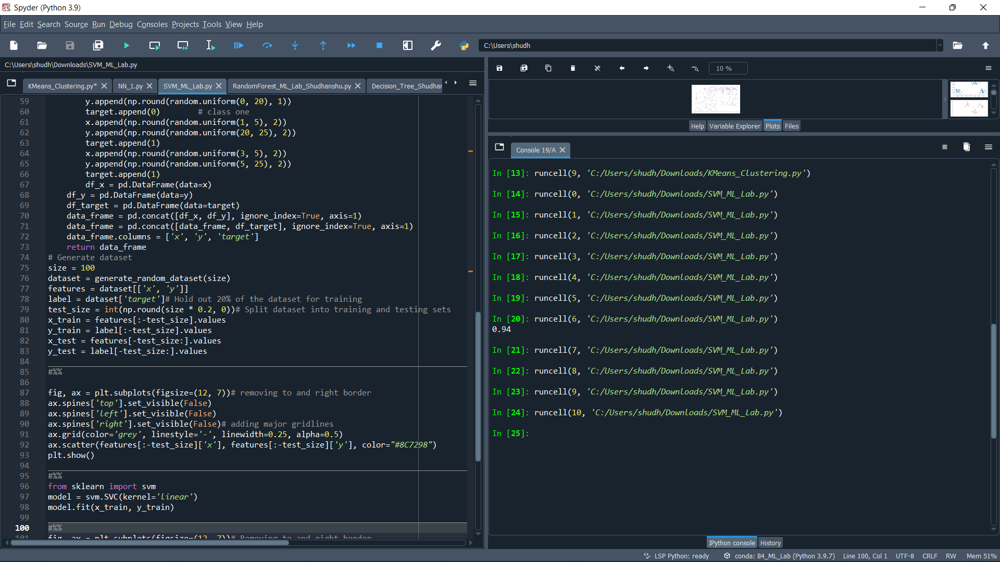 Spyder (Python 3.9)
File Edit Search Source Run Debug Consoles Projects Tools View Help
C:\Users\shudh
C:\Users\shudh\Downloads\SVM_ML_Lab.py
KMeans_Clustering.py* NN_1.py SVM_ML_Lab.py RandomForest_ML_Lab_Shudhanshu.py Decision_Tree_Shudhar
59 y.append(np.round(random.uniform(0, 20), 1))
60 target.append(0) # class one
61 x.append(np.round(random.uniform(1, 5), 2))
62 y.append(np.round(random.uniform(20, 25), 2))
63 target.append(1)
64 x.append(np.round(random.uniform(3, 5), 2))
65 y.append(np.round(random.uniform(5, 25), 2))
66 target.append(1)
67 df_x = pd.DataFrame(data=x)
68 df_y = pd.DataFrame(data=y)
69 df_target = pd.DataFrame(data=target)
70 data_frame = pd.concat([df_x, df_y], ignore_index=True, axis=1)
71 data_frame = pd.concat([data_frame, df_target], ignore_index=True, axis=1)
72 data_frame.columns = ['x', 'y', 'target']
73 return data_frame
74 # Generate dataset
75 size = 100
76 dataset = generate_random_dataset(size)
77 features = dataset[['x', 'y']]
78 label = dataset['target']# Hold out 20% of the dataset for training
79 test_size = int(np.round(size * 0.2, 0))# Split dataset into training and testing sets
80 x_train = features[:-test_size].values
81 y_train = label[:-test_size].values
82 x_test = features[-test_size:].values
83 y_test = label[-test_size:].values
84
85 #%%
86
87 fig, ax = plt.subplots(figsize=(12, 7))# removing to and right border
88 ax.spines['top'].set_visible(False)
89 ax.spines['left'].set_visible(False)
90 ax.spines['right'].set_visible(False)# adding major gridlines
91 ax.grid(color='grey', linestyle='-', linewidth=0.25, alpha=0.5)
92 ax.scatter(features[:-test_size]['x'], features[:-test_size]['y'], color="#8C7298")
93 plt.show()
94
95 #%%
96 from sklearn import svm
97 model = svm.SVC(kernel='linear')
98 model.fit(x_train, y_train)
99
100 #%%
101 fig, ax = plt.subplots(figsize=(12, 7))# Removing to and right border
10 %
Help Variable Explorer Plots Files
Console 19/A
In [13]: runcell(9, 'C:/Users/shudh/Downloads/KMeans_Clustering.py')
In [14]: runcell(0, 'C:/Users/shudh/Downloads/SVM_ML_Lab.py')
In [15]: runcell(1, 'C:/Users/shudh/Downloads/SVM_ML_Lab.py')
In [16]: runcell(2, 'C:/Users/shudh/Downloads/SVM_ML_Lab.py')
In [17]: runcell(3, 'C:/Users/shudh/Downloads/SVM_ML_Lab.py')
In [18]: runcell(4, 'C:/Users/shudh/Downloads/SVM_ML_Lab.py')
In [19]: runcell(5, 'C:/Users/shudh/Downloads/SVM_ML_Lab.py')
In [20]: runcell(6, 'C:/Users/shudh/Downloads/SVM_ML_Lab.py')
0.94
In [21]: runcell(7, 'C:/Users/shudh/Downloads/SVM_ML_Lab.py')
In [22]: runcell(8, 'C:/Users/shudh/Downloads/SVM_ML_Lab.py')
In [23]: runcell(9, 'C:/Users/shudh/Downloads/SVM_ML_Lab.py')
In [24]: runcell(10, 'C:/Users/shudh/Downloads/SVM_ML_Lab.py')
In [25]:
IPython console History
LSP Python: ready conda: B4_ML_Lab (Python 3.9.7) Line 100, Col 1 UTF-8 CRLF RW Mem 51%